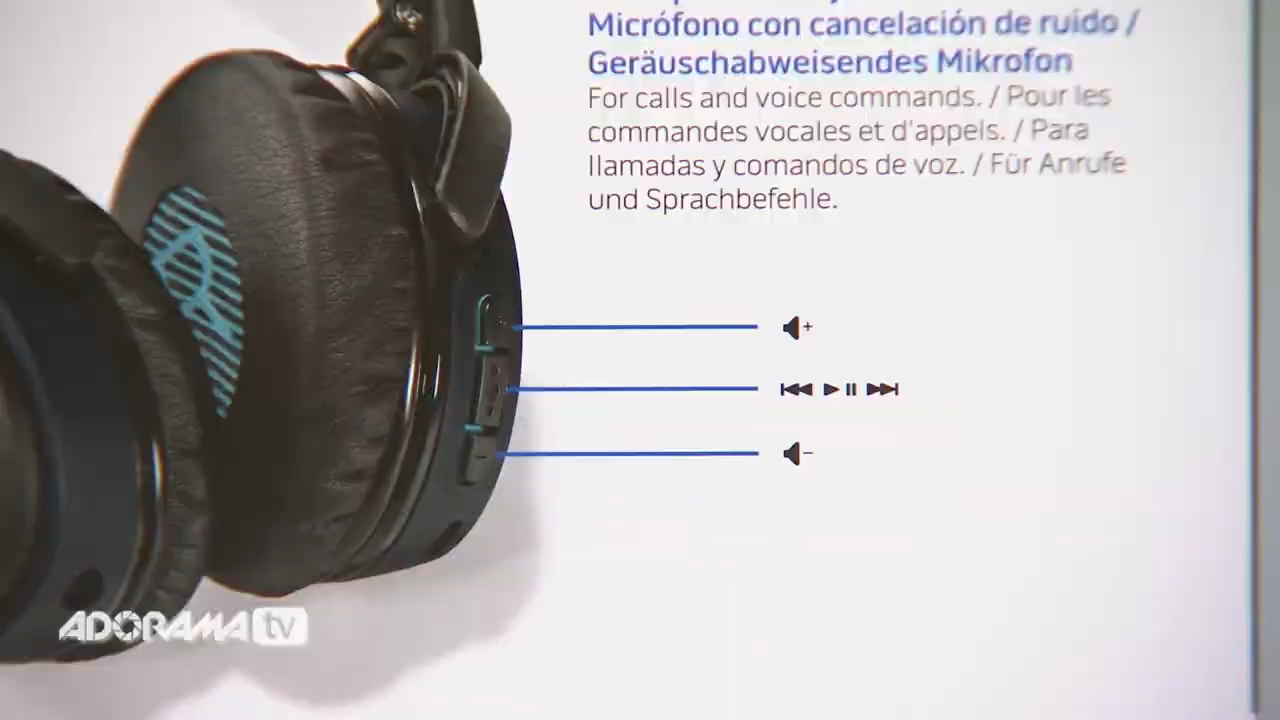 Micrófono con cancelación de ruido /
Geräuschabweisendes Mikrofon
For calls and voice commands. / Pour les
commandes vocales et d'appels. / Para
llamadas y comandos de voz. / Für Anrufe
und Sprachbefehle.
ADORAMA tv